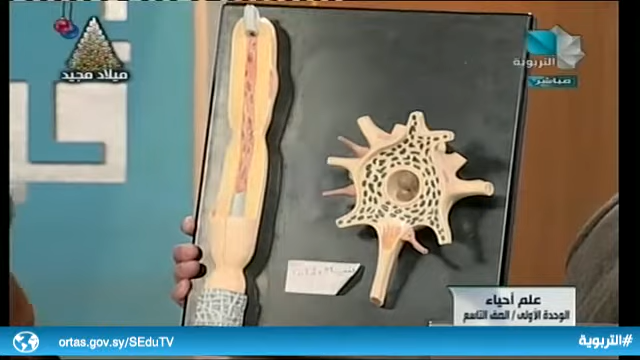 ميلاد مجيد
التربوية
مباشر
علم أحياء
الوحدة الأولى / الصف التاسع
ortas.gov.sy/SEduTV
#التربوية